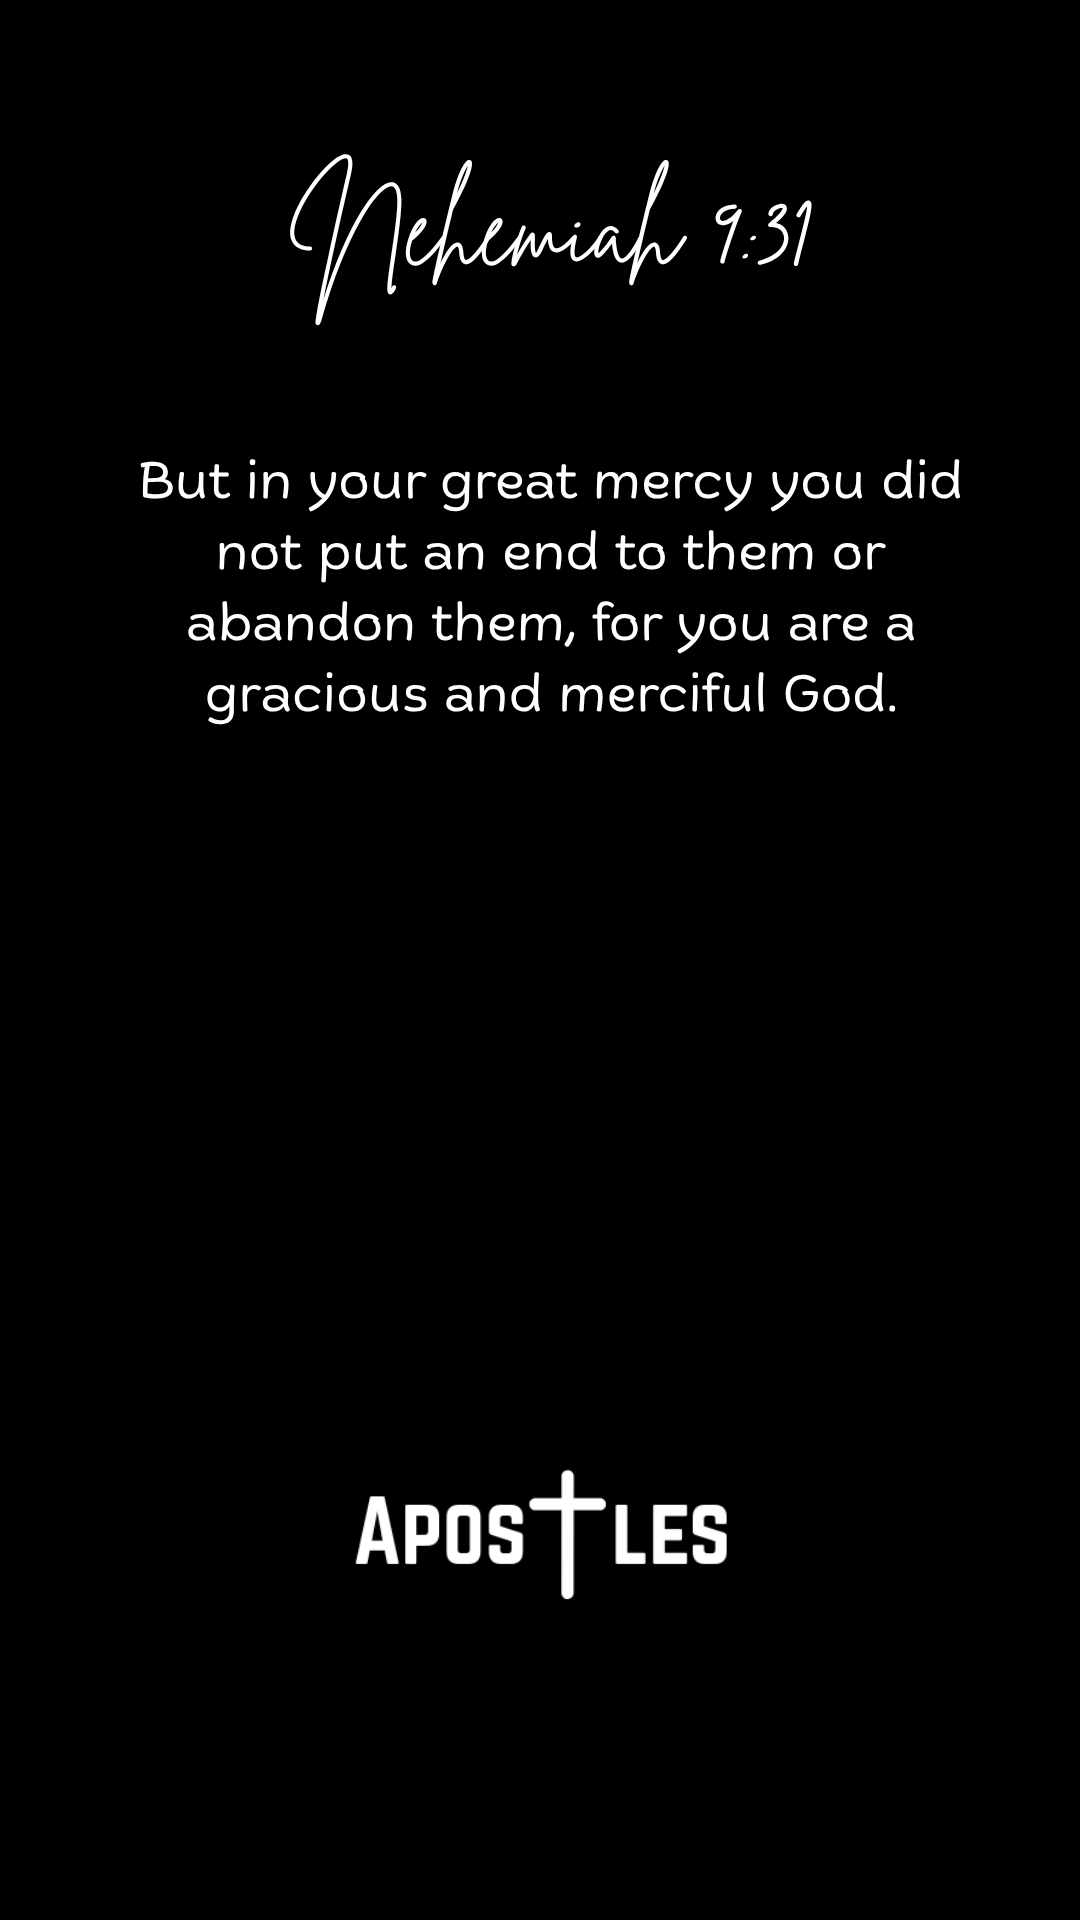 Nehemiah 9:31
But in your great mercy you did
not put an end to them or
abandon them, for you are a
gracious and merciful God.
APOSTLES